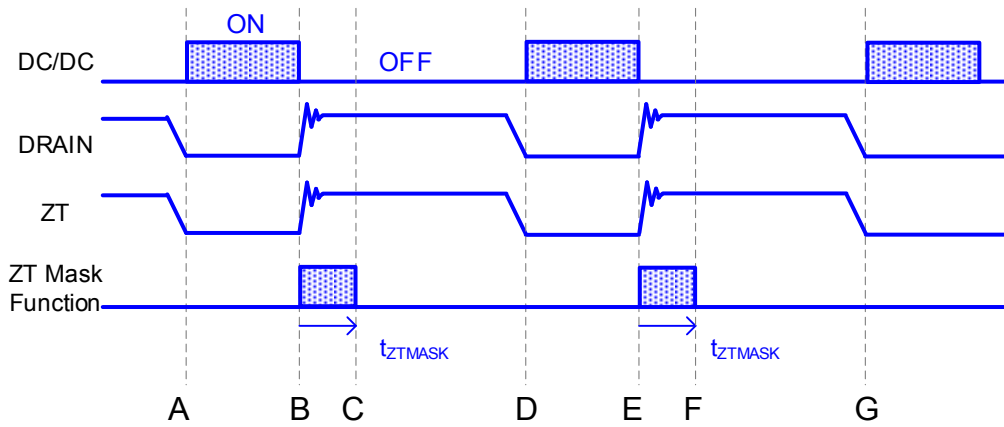 ON
DC/DC
OFF
DRAIN
ZT
ZT Mask
Function
tZTMASK
tZTMASK
A
B
C
D
E
F
G